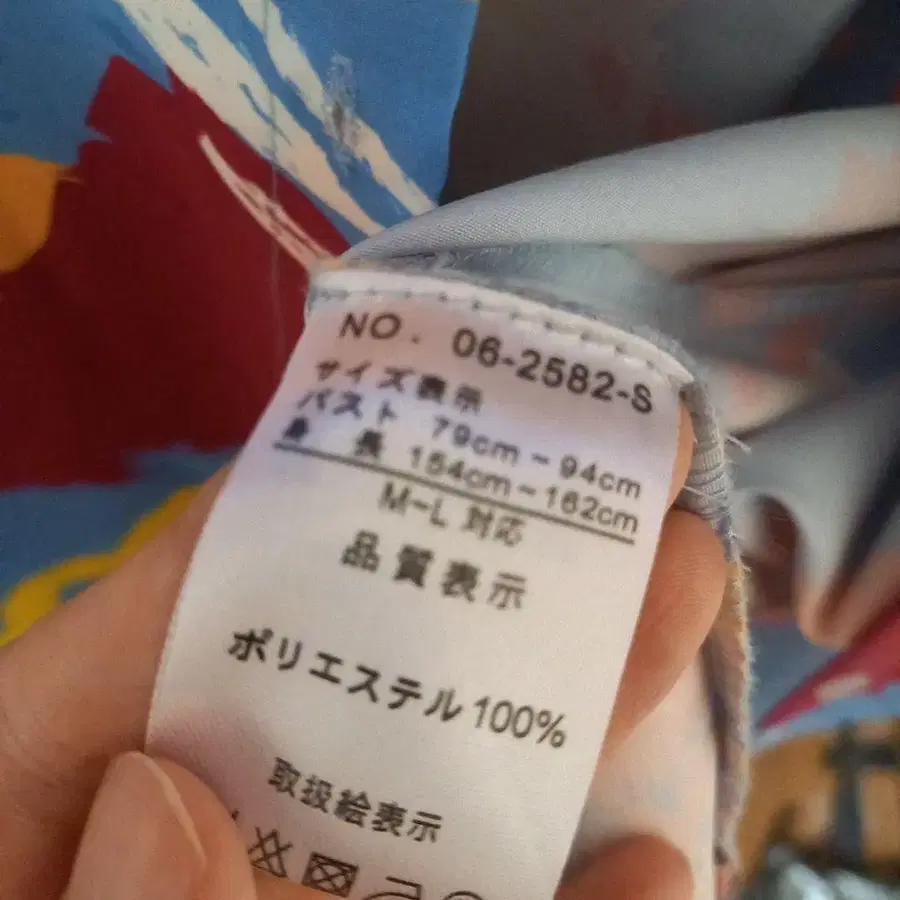 NO. 06-2582-S
サイズ表示
バスト 79cm~94cm
身 長 154cm~162cm
M~L 対応
品質表示
ポリエステル100%
取扱絵表示